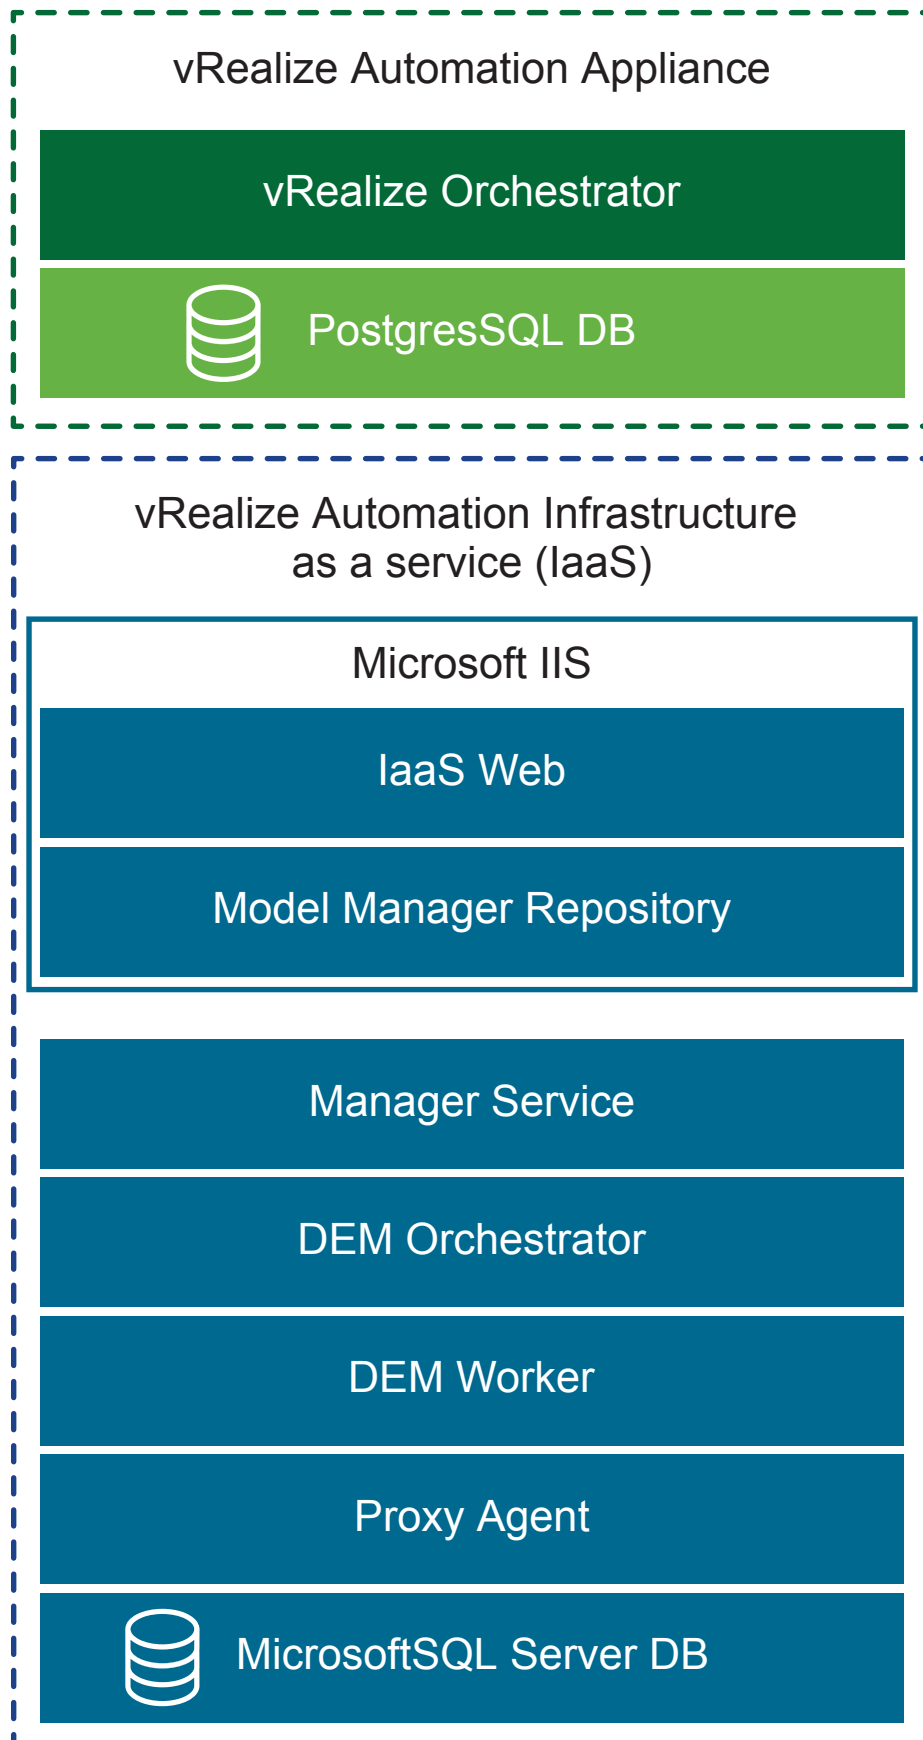 vRealize Automation Appliance
vRealize Orchestrator
PostgresSQL DB
vRealize Automation Infrastructure
as a service (IaaS)
Microsoft IIS
IaaS Web
Model Manager Repository
Manager Service
DEM Orchestrator
DEM Worker
Proxy Agent
MicrosoftSQL Server DB